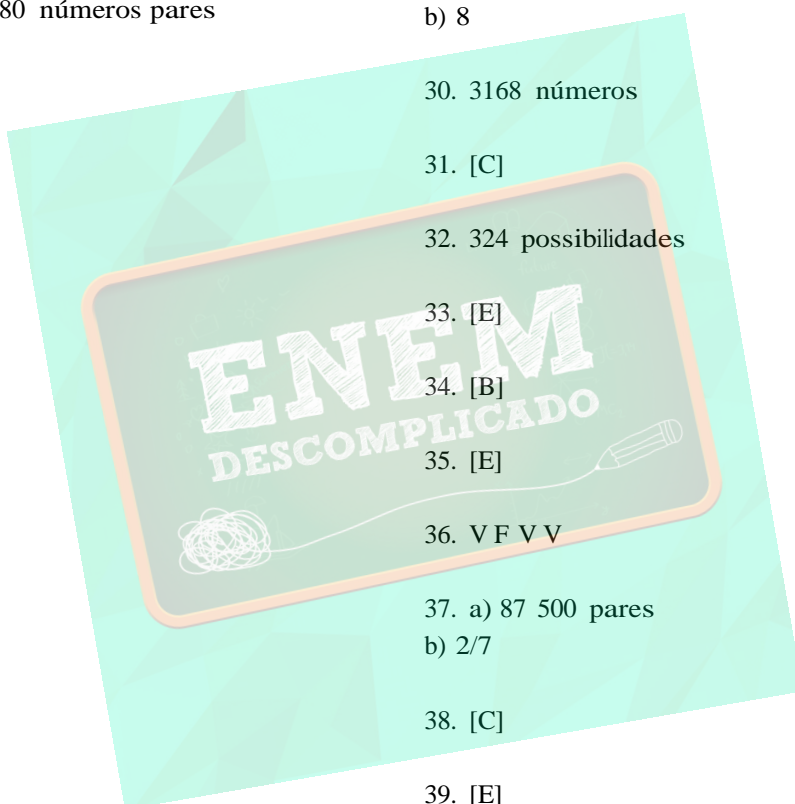 80 números pares
b) 8
30. 3168 números
31. [C]
32. 324 possibilidades
33. [E]
34. [B]
35. [E]
36. V F V V
37. a) 87 500 pares
b) 2/7
38. [C]
39. [E]
ENEM
DESCOMPLICADO